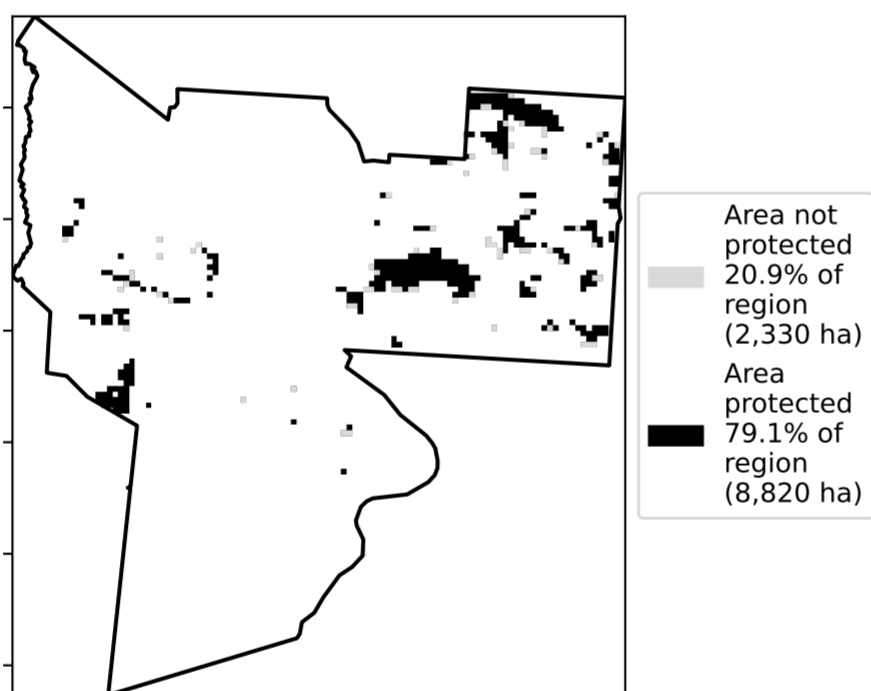 Area not
protected
20.9% of
region
(2,330 ha)
Area
protected
79.1% of
region
(8,820 ha)